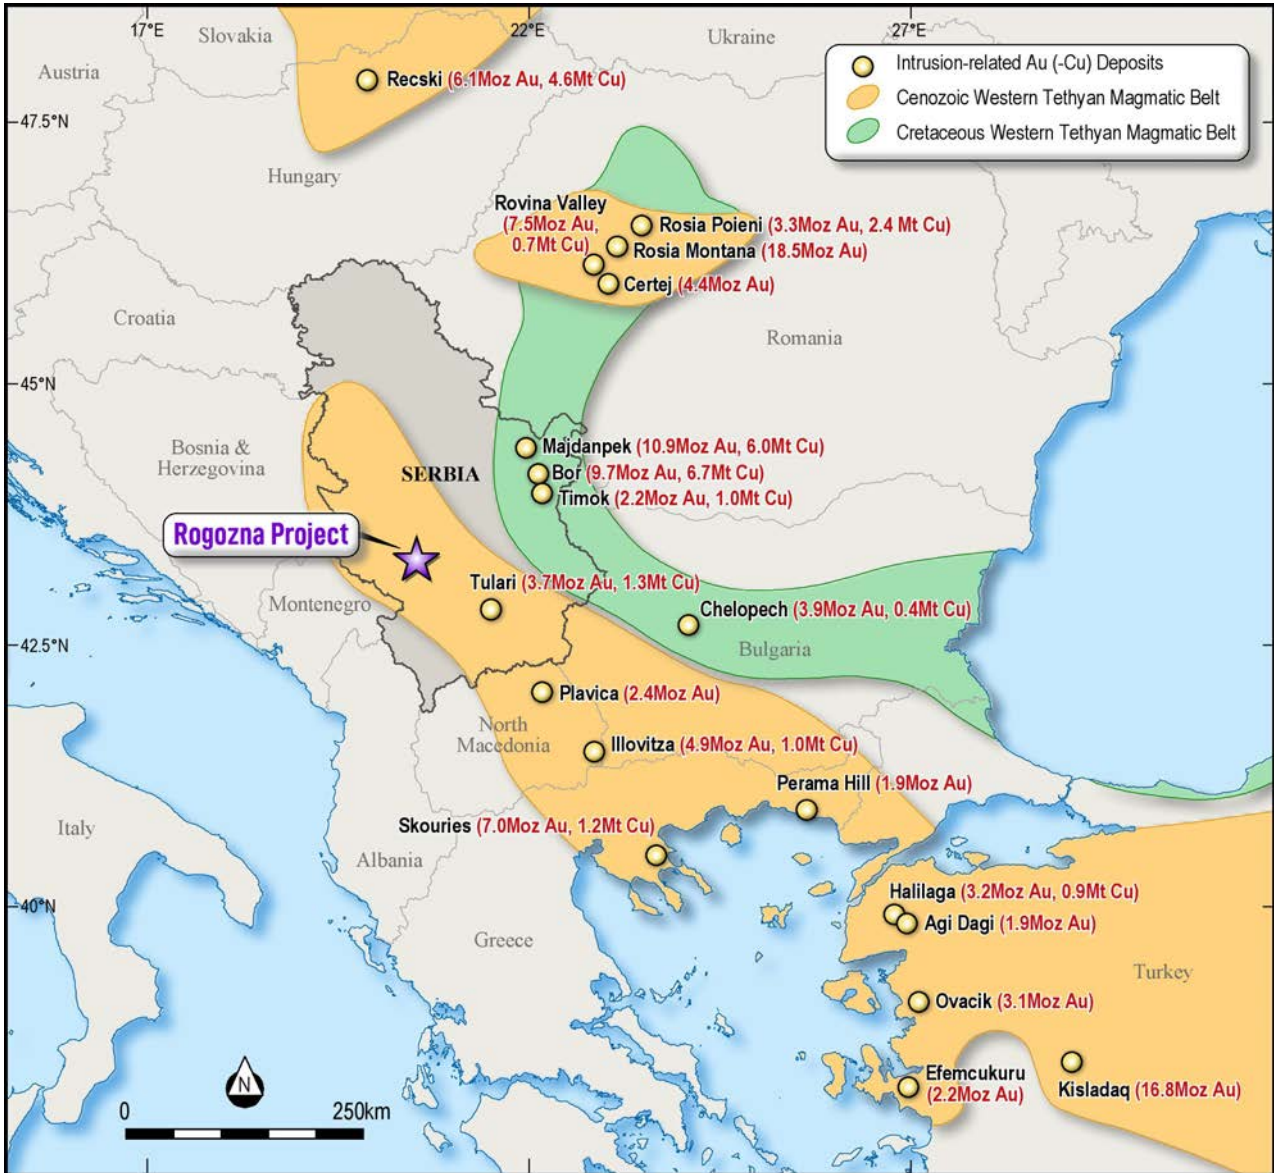 17°E
22°E
27°E
Slovakia
Ukraine
Austria
Recski (6.1Moz Au, 4.6Mt Cu)
Intrusion-related Au (-Cu) Deposits
Cenozoic Western Tethyan Magmatic Belt
Cretaceous Western Tethyan Magmatic Belt
47.5°N
Hungary
Rovina Valley
(7.5Moz Au,
0.7Mt Cu)
Rosia Poieni (3.3Moz Au, 2.4 Mt Cu)
Rosia Montana (18.5Moz Au)
Certej (4.4Moz Au)
Croatia
Romania
45°N
Bosnia &
Herzegovina
SERBIA
Majdanpek (10.9Moz Au, 6.0Mt Cu)
Bor (9.7Moz Au, 6.7Mt Cu)
Timok (2.2Moz Au, 1.0Mt Cu)
Rogozna Project
Tulari (3.7Moz Au, 1.3Mt Cu)
Montenegro
Chelopech (3.9Moz Au, 0.4Mt Cu)
Bulgaria
42.5°N
Plavica (2.4Moz Au)
North
Macedonia
Illovitza (4.9Moz Au, 1.0Mt Cu)
Perama Hill (1.9Moz Au)
Skouries (7.0Moz Au, 1.2Mt Cu)
Italy
Albania
40°N
Halilaga (3.2Moz Au, 0.9Mt Cu)
Agi Dagi (1.9Moz Au)
Greece
Turkey
Ovacik (3.1Moz Au)
Efemcukuru
(2.2Moz Au)
Kisladaq (16.8Moz Au)
N
0 250km